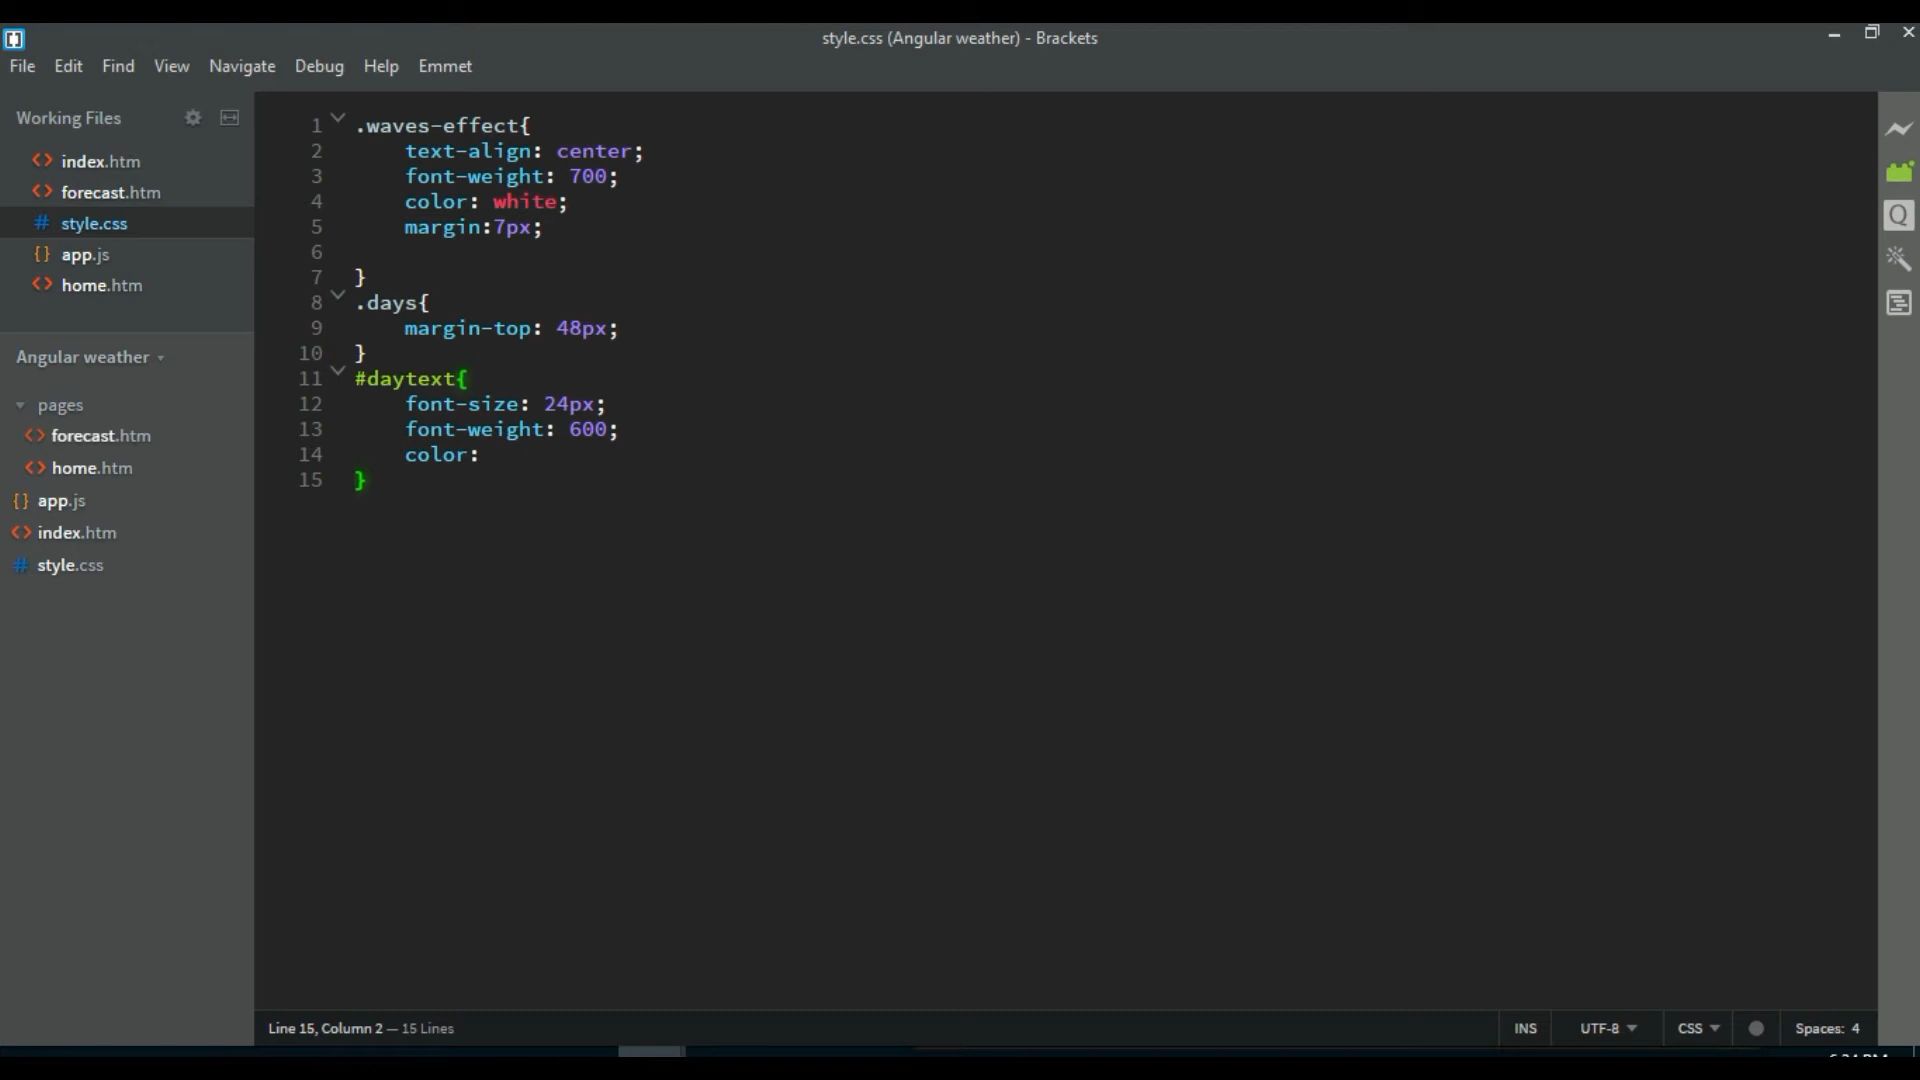 style.css (Angular weather) - Brackets
File Edit Find View Navigate Debug Help Emmet
Working Files
index.htm
forecast.htm
style.css
app.js
home.htm
Angular weather
pages
forecast.htm
home.htm
app.js
index.htm
style.css
1 .waves-effect{
2 text-align: center;
3 font-weight: 700;
4 color: white;
5 margin:7px;
6
7 }
8 .days{
9 margin-top: 48px;
10 }
11 #daytext{
12 font-size: 24px;
13 font-weight: 600;
14 color:
15 }
Line 15, Column 2 — 15 Lines
INS UTF-8 CSS Spaces: 4